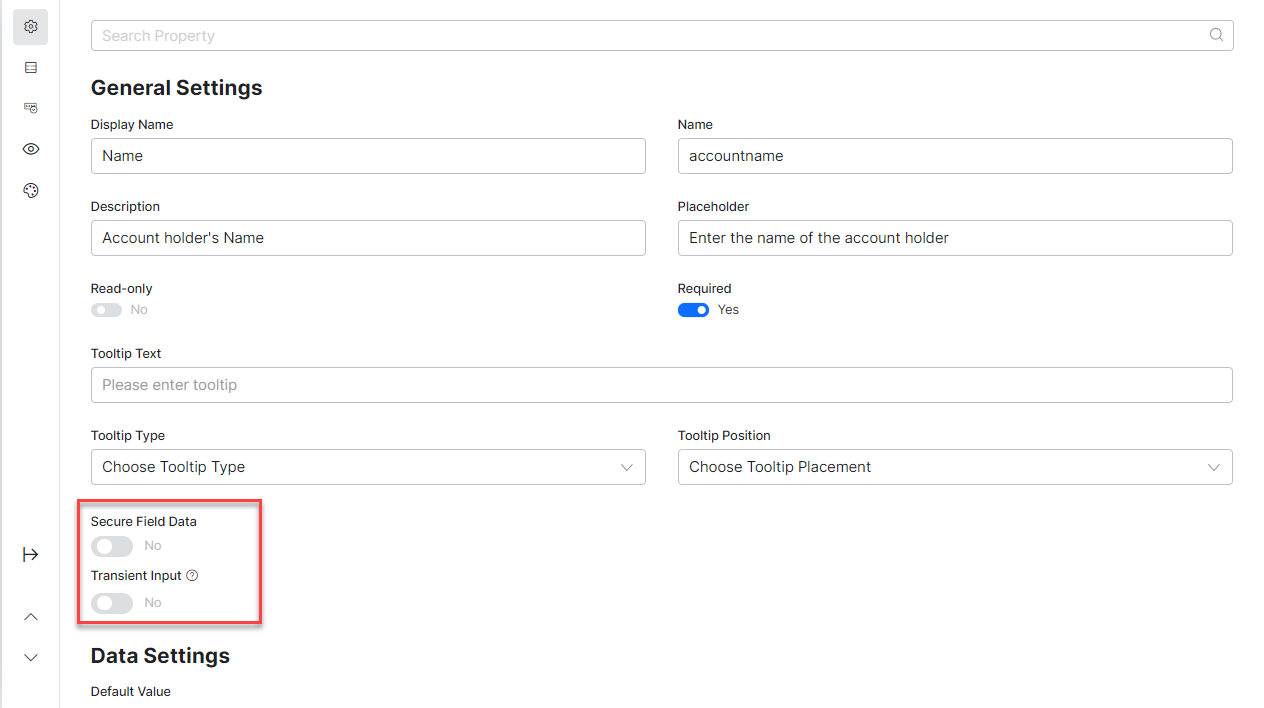 Search Property
General Settings
Display Name
Name
Name
accountname
Description
Account holder's Name
Placeholder
Enter the name of the account holder
Read-only
No
Required
Yes
Tooltip Text
Please enter tooltip
Tooltip Type
Choose Tooltip Type
Tooltip Position
Choose Tooltip Placement
Secure Field Data
No
Transient Input
No
Data Settings
Default Value